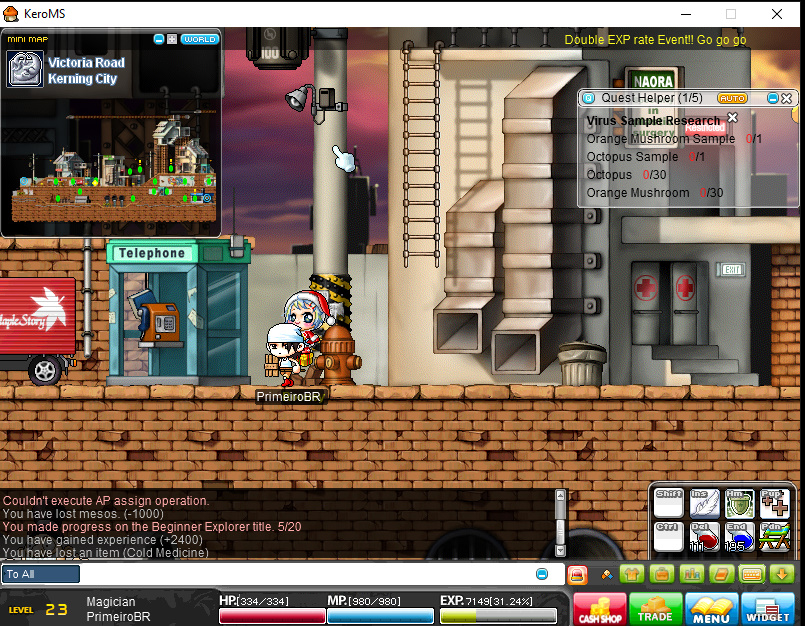 KeroMS
Double EXP rate Event!! Go go go
MINI MAP
WORLD
Victoria Road
Kerning City
100
NAORA
Quest Helper (1/5)
AUTO
Virus Sample Research
Restricted
Orange Mushroom Sample 0/1
Octopus Sample 0/1
Octopus 0/30
Orange Mushroom 0/30
Telephone
EXIT
MapleStory
PrimeiroBR
Couldn't execute AP assign operation.
You have lost mesos. (-1000)
You made progress on the Beginner Explorer title. 5/20
You have gained experience (+2400)
You have lost an item (Cold Medicine)
Shift Ins Hm Pup
Ctrl Del End Pdn
111 195
To All
LEVEL 23
Magician
PrimeiroBR
HP.[334/334]
MP.[980/980]
EXP.7149[31.24%]
CASH SHOP
TRADE
MENU
WIDGET